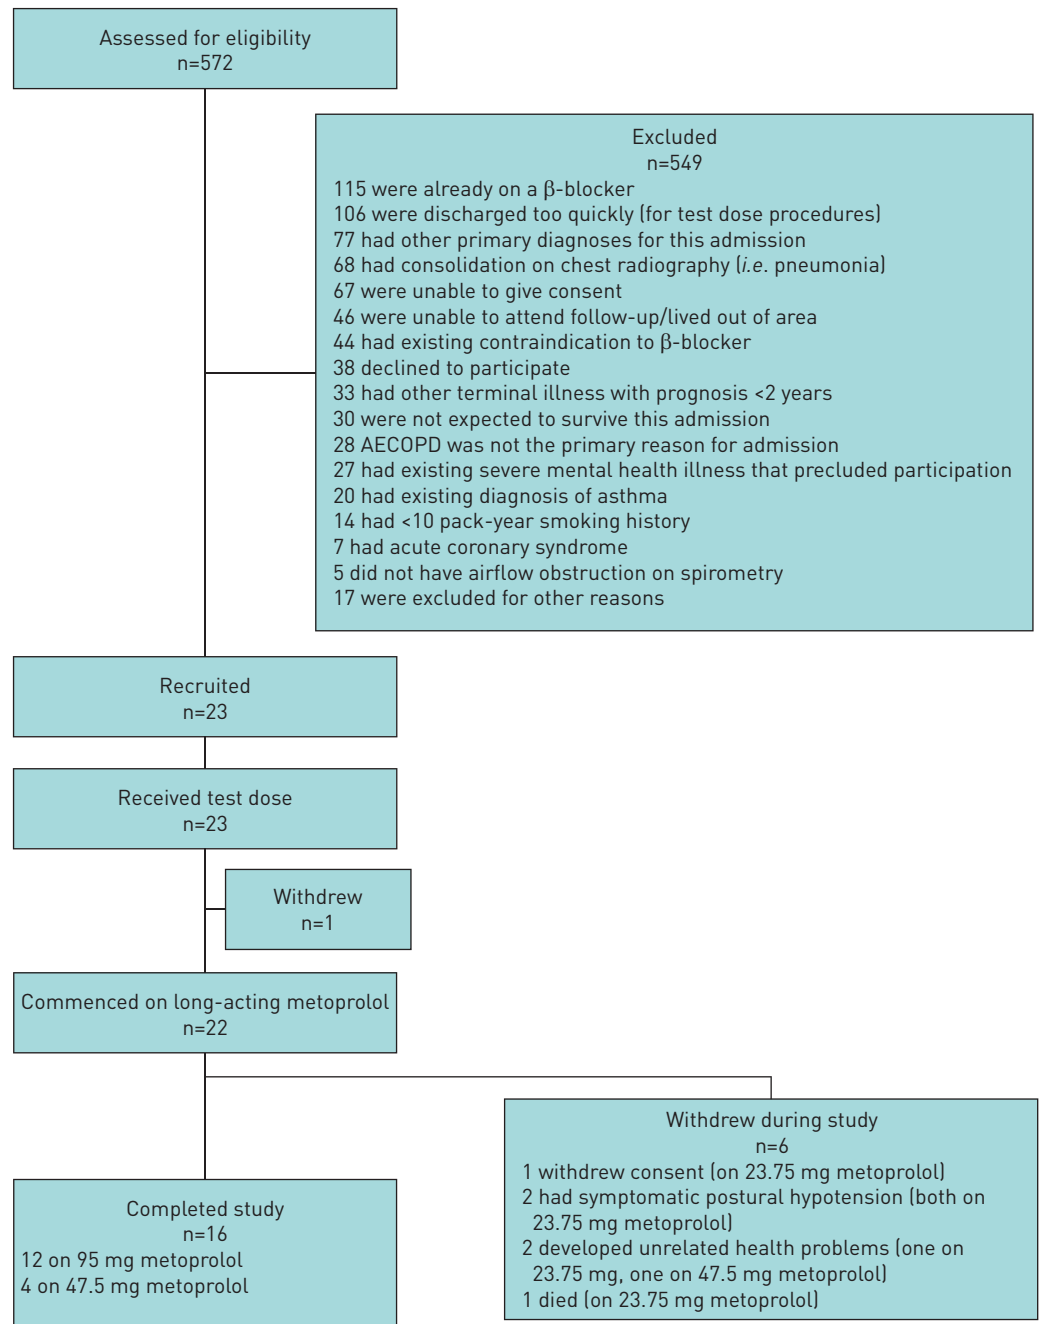 Assessed for eligibility
n=572
Excluded
n=549
115 were already on a β-blocker
106 were discharged too quickly (for test dose procedures)
77 had other primary diagnoses for this admission
68 had consolidation on chest radiography (i.e. pneumonia)
67 were unable to give consent
46 were unable to attend follow-up/lived out of area
44 had existing contraindication to β-blocker
38 declined to participate
33 had other terminal illness with prognosis <2 years
30 were not expected to survive this admission
28 AECOPD was not the primary reason for admission
27 had existing severe mental health illness that precluded participation
20 had existing diagnosis of asthma
14 had <10 pack-year smoking history
7 had acute coronary syndrome
5 did not have airflow obstruction on spirometry
17 were excluded for other reasons
Recruited
n=23
Received test dose
n=23
Withdrew
n=1
Commenced on long-acting metoprolol
n=22
Withdrew during study
n=6
1 withdrew consent (on 23.75 mg metoprolol)
2 had symptomatic postural hypotension (both on
23.75 mg metoprolol)
2 developed unrelated health problems (one on
23.75 mg, one on 47.5 mg metoprolol)
1 died (on 23.75 mg metoprolol)
Completed study
n=16
12 on 95 mg metoprolol
4 on 47.5 mg metoprolol